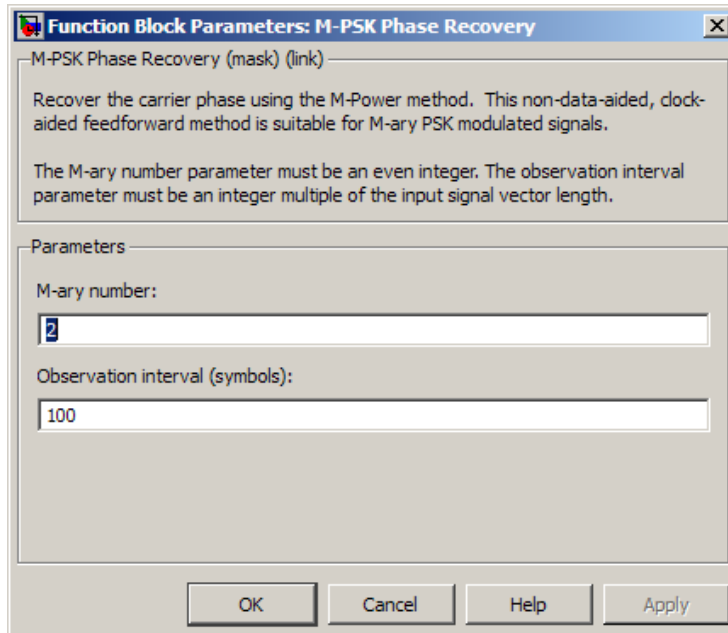 Function Block Parameters: M-PSK Phase Recovery
M-PSK Phase Recovery (mask) (link)
Recover the carrier phase using the M-Power method.  This non-data-aided, clock-
aided feedforward method is suitable for M-ary PSK modulated signals.
The M-ary number parameter must be an even integer. The observation interval
parameter must be an integer multiple of the input signal vector length.
Parameters
M-ary number:
2
Observation interval (symbols):
100
OK Cancel Help Apply